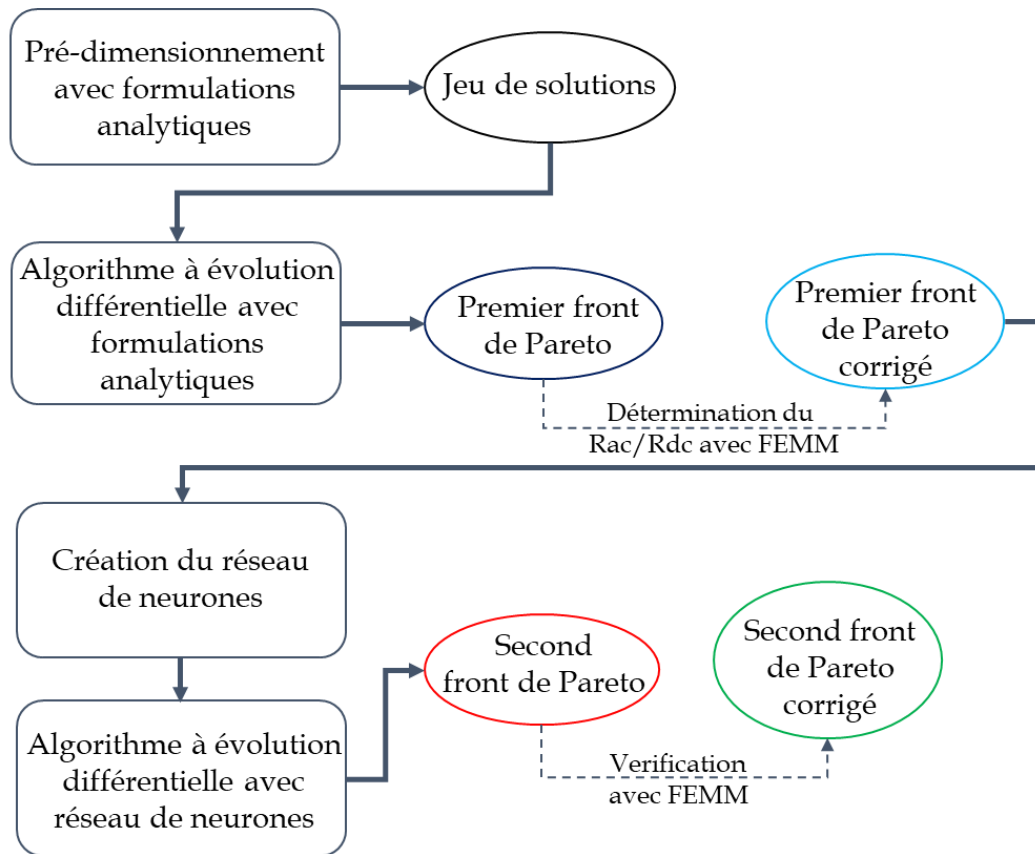 Pré-dimensionnement
avec formulations
analytiques
Jeu de solutions
Algorithme à évolution
différentielle avec
formulations
analytiques
Premier front
de Pareto
Premier front
de Pareto
corrigé
Détermination du
Rac/Rdc avec FEMM
Création du réseau
de neurones
Second
front de Pareto
Second front
de Pareto
corrigé
Algorithme à évolution
différentielle avec
réseau de neurones
Verification
avec FEMM